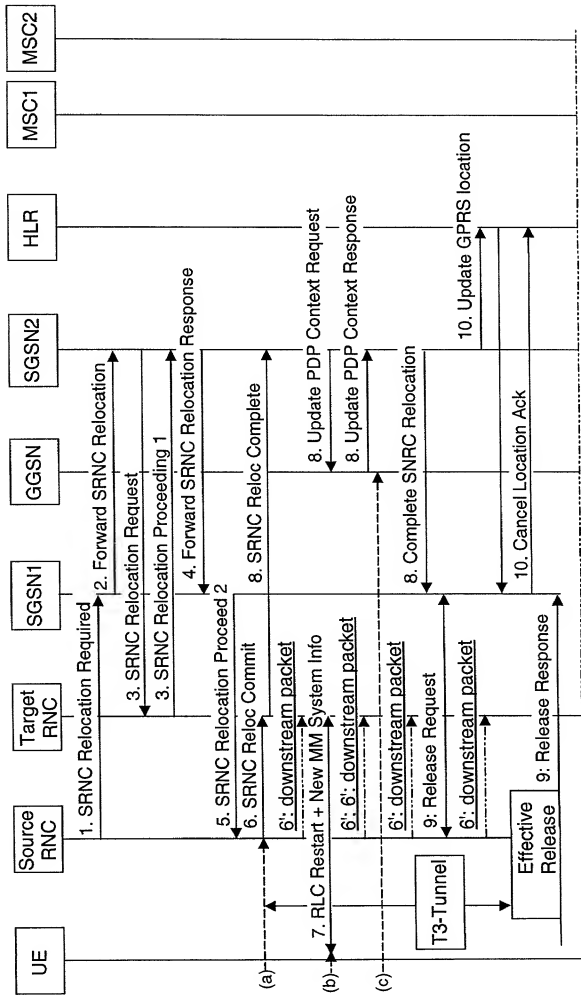 UE
Source
RNC
Target
RNC
SGSN1
GGSN
SGSN2
HLR
MSC1
MSC2
1. SRNC Relocation Required
2. Forward SRNC Relocation
3. SRNC Relocation Request
3. SRNC Relocation Proceeding 1
4. Forward SRNC Relocation Response
5. SRNC Relocation Proceed 2
6. SRNC Reloc Commit
8. SRNC Reloc Complete
(a)
6': downstream packet
7. RLC Restart + New MM System Info
(b)
8. Update PDP Context Request
6': 6': downstream packet
8. Update PDP Context Response
(c)
6': downstream packet
8. Complete SNRC Relocation
9: Release Request
T3-Tunnel
6': downstream packet
10. Update GPRS location
10. Cancel Location Ack
Effective
Release
9: Release Response